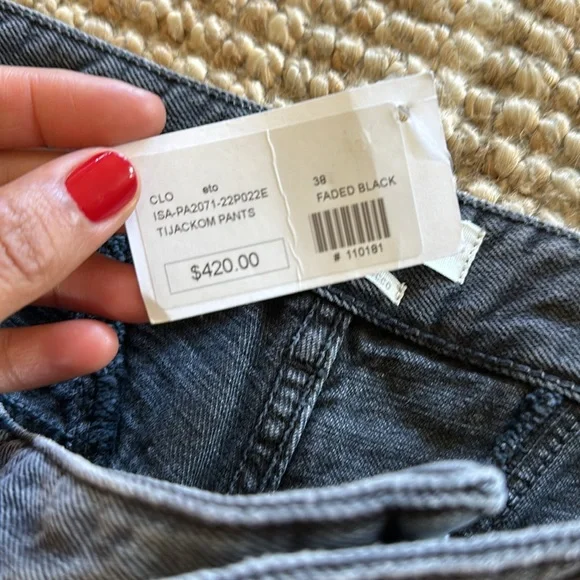 CLO eto
ISA-PA2071-22P022E
TIJACKOM PANTS
$420.00
38
FADED BLACK
# 110181